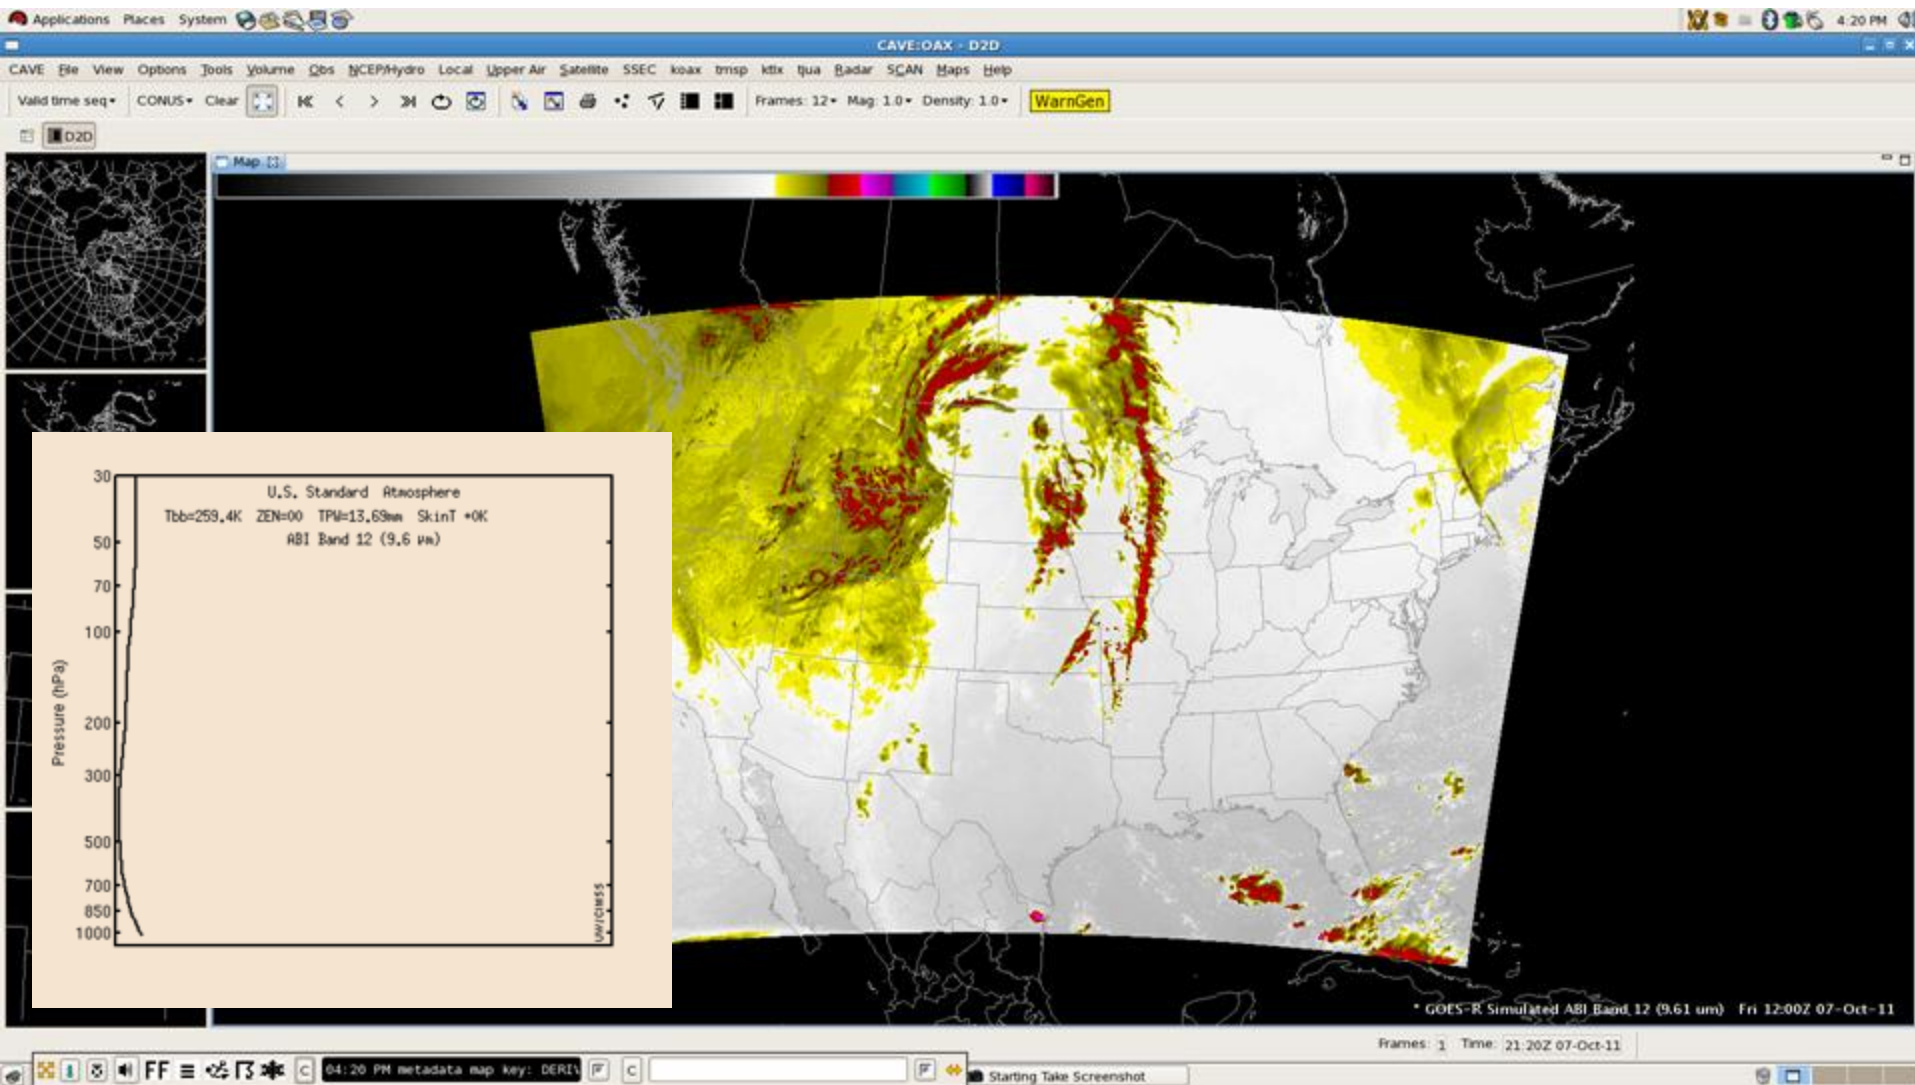 Applications Places System
4:20 PM
CAVE:OAX - D2D
CAVE File View Options Tools Volume Obs NCEP/Hydro Local Upper Air Satellite SSEC koax tmsp ktlx tjua Radar SCAN Maps Help
Valid time seq CONUS Clear Frames: 12 Mag: 1.0 Density: 1.0 WarnGen
D2D
Map
U.S. Standard Atmosphere
Tbb=259.4K ZEN=00 TPW=13.69mm SkinT +0K
ABI Band 12 (9.6 µm)
30
50
70
100
200
300
500
700
850
1000
Pressure (hPa)
UW/CIMSS
* GOES-R Simulated ABI Band 12 (9.61 um) Fri 12:00Z 07-Oct-11
Frames: 1 Time: 21:20Z 07-Oct-11
FF C 04:20 PM metadata map key: DERIV F C F
Starting Take Screenshot